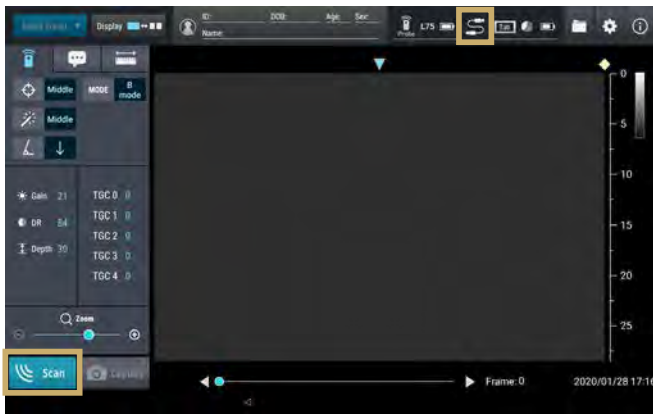 Display
ID:
DOB:
Age:
Sex:
Name:
Probe
L75
Middle
MODE
B mode
Middle
Gain 21
TGC 0 0
DR 84
TGC 1 0
Depth 30
TGC 2 0
TGC 3 0
TGC 4 0
Zoom
Scan
0
5
10
15
20
25
Frame: 0
2020/01/28 17:16